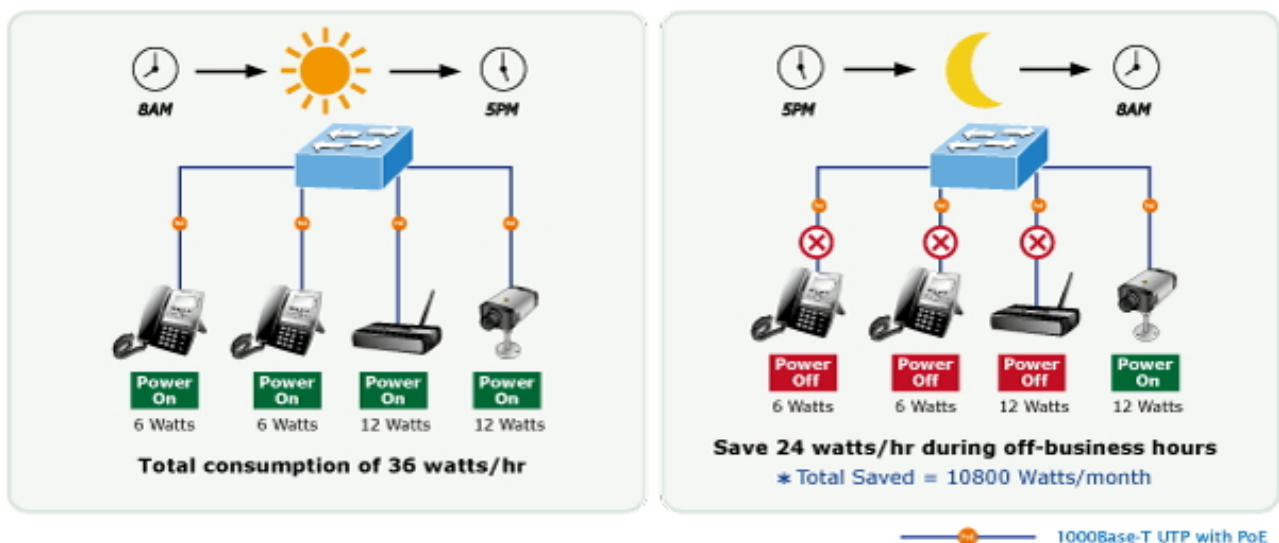 8AM
5PM
Power
On
6 Watts
Power
On
6 Watts
Power
On
12 Watts
Power
On
12 Watts
Total consumption of 36 watts/hr
5PM
8AM
Power
Off
6 Watts
Power
Off
6 Watts
Power
Off
12 Watts
Power
On
12 Watts
Save 24 watts/hr during off-business hours
* Total Saved = 10800 Watts/month
PoE
1000Base-T UTP with PoE